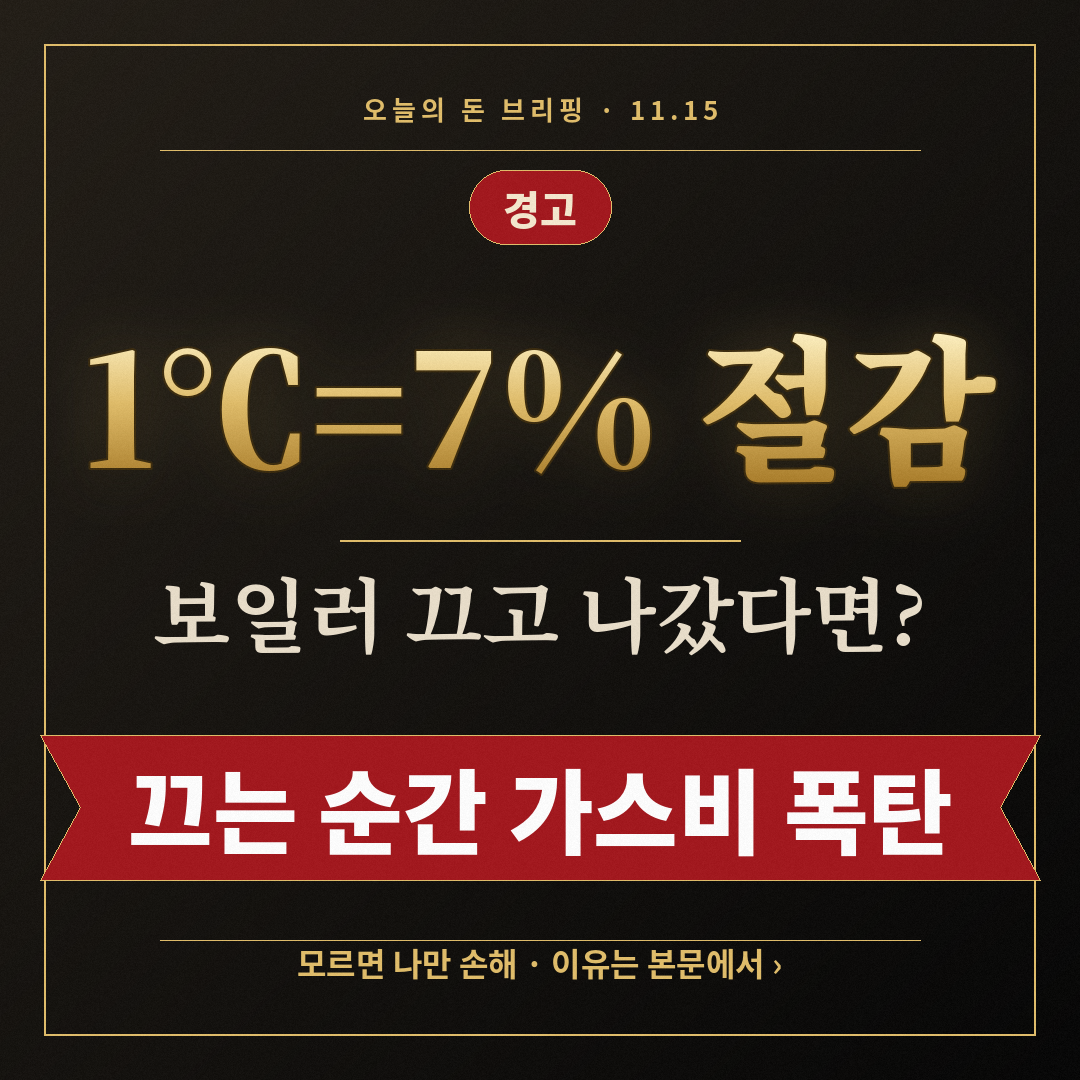 오늘의 돈 브리핑 · 11.15
경고
1℃=7% 절감
보일러 끄고 나갔다면?
끄는 순간 가스비 폭탄
모르면 나만 손해 · 이유는 본문에서 ›